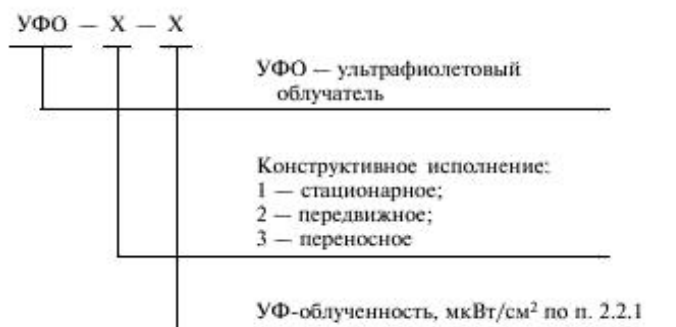 УФО — Х — Х
УФО — ультрафиолетовый
облучатель
Конструктивное исполнение:
1 — стационарное;
2 — передвижное;
3 — переносное
УФ-облученность, мкВт/см² по п. 2.2.1